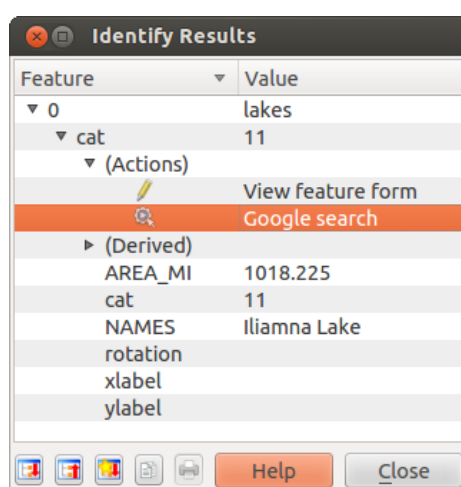 Identify Results
Feature Value
0 lakes
cat 11
(Actions)
View feature form
Google search
(Derived)
AREA_MI 1018.225
cat 11
NAMES Iliamna Lake
rotation
xlabel
ylabel
Help Close